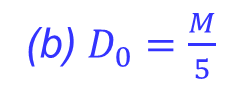 (b) D₀ = M/5